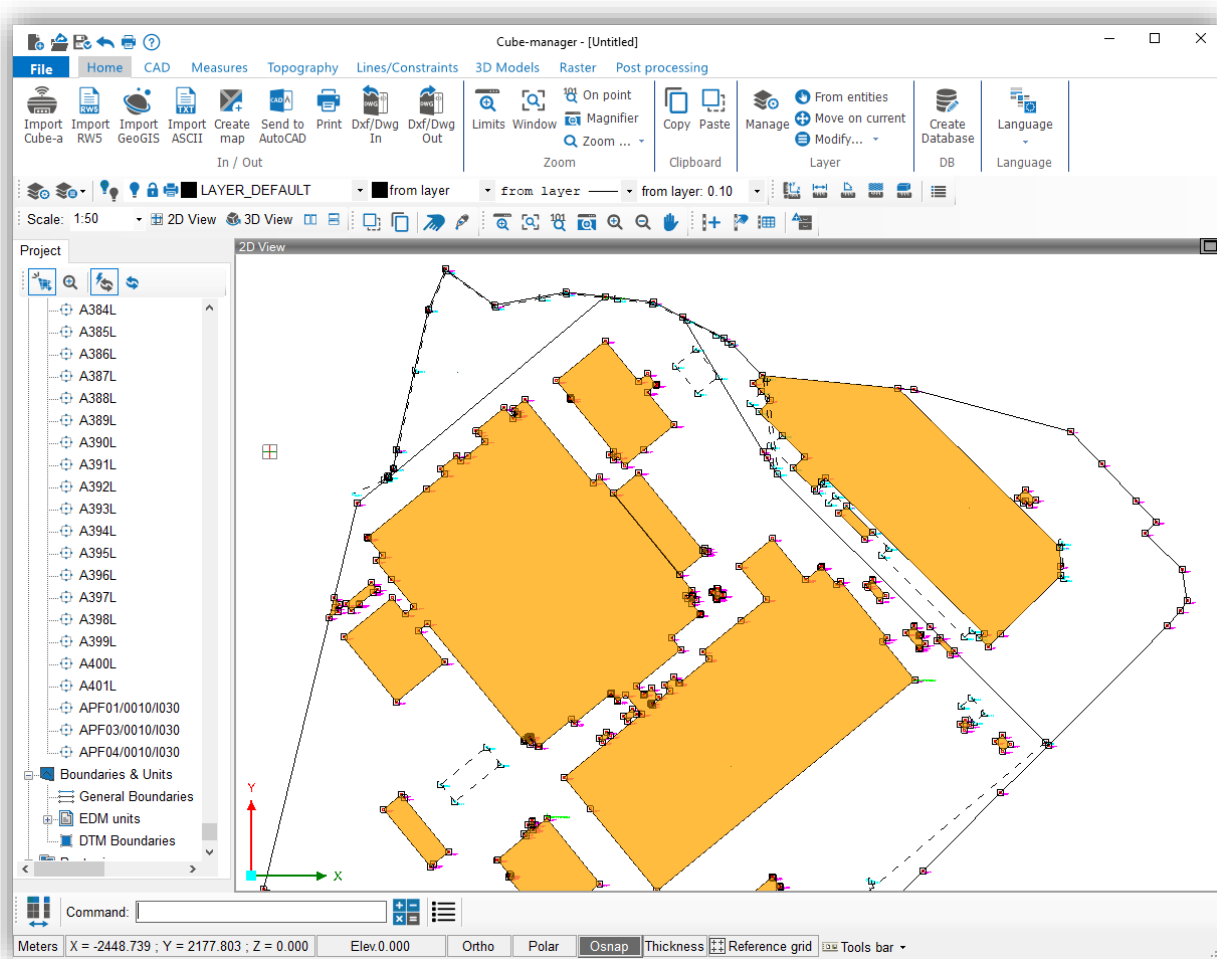 Cube-manager - [Untitled]
File Home CAD Measures Topography Lines/Constraints 3D Models Raster Post processing
Import Cube-a
Import RW5
Import GeoGIS
Import ASCII
Create map
Send to AutoCAD
Print
Dxf/Dwg In
Dxf/Dwg Out
In / Out
Limits
Window
On point
Magnifier
Zoom ...
Zoom
Copy
Paste
Clipboard
Manage
From entities
Move on current
Modify...
Layer
Create Database
DB
Language
Language
LAYER_DEFAULT from layer from layer from layer: 0.10
Scale: 1:50 2D View 3D View
Project
2D View
A384L
A385L
A386L
A387L
A388L
A389L
A390L
A391L
A392L
A393L
A394L
A395L
A396L
A397L
A398L
A399L
A400L
A401L
APF01/0010/I030
APF03/0010/I030
APF04/0010/I030
Boundaries & Units
General Boundaries
EDM units
DTM Boundaries
Y
X
Command:
Meters X = -2448.739 ; Y = 2177.803 ; Z = 0.000 Elev.0.000 Ortho Polar Osnap Thickness Reference grid Tools bar